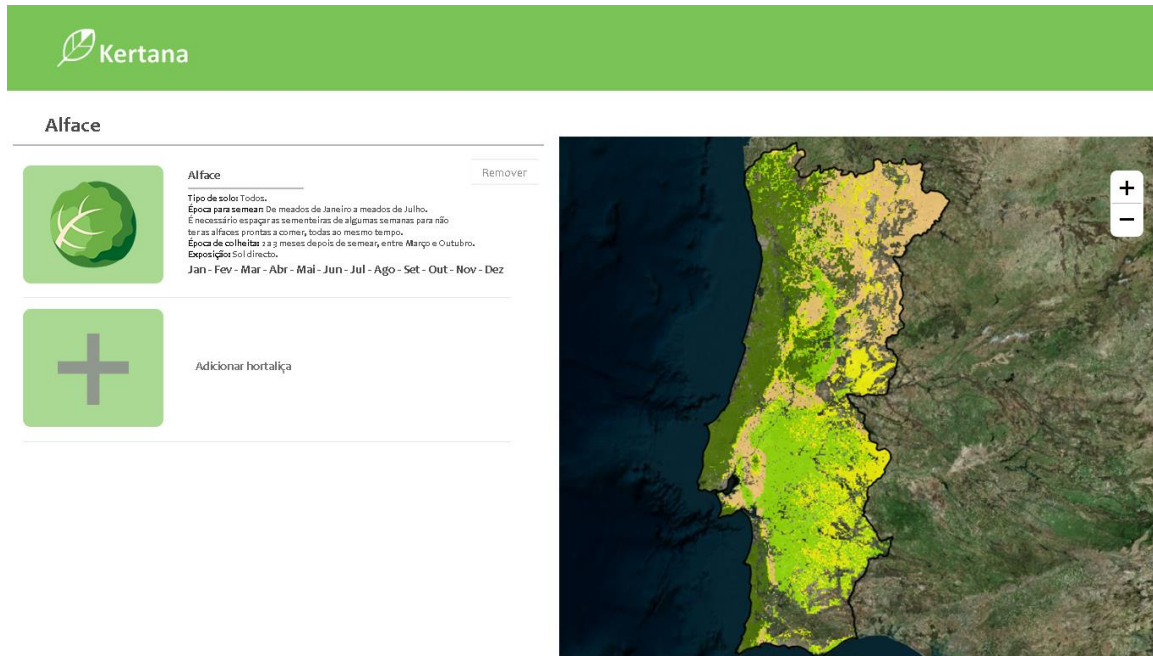 Kertana
Alface
Alface
Remover
Tipo de solo: Todos.
Época para semear: De meados de Janeiro a meados de Julho.
É necessário espaçar as sementeiras de algumas semanas para não
ter as alfaces prontas a comer, todas ao mesmo tempo.
Época de colheita: 2 a 3 meses depois de semear, entre Março e Outubro.
Exposição: Sol directo.
Jan - Fev - Mar - Abr - Mai - Jun - Jul - Ago - Set - Out - Nov - Dez
Adicionar hortaliça
+
−